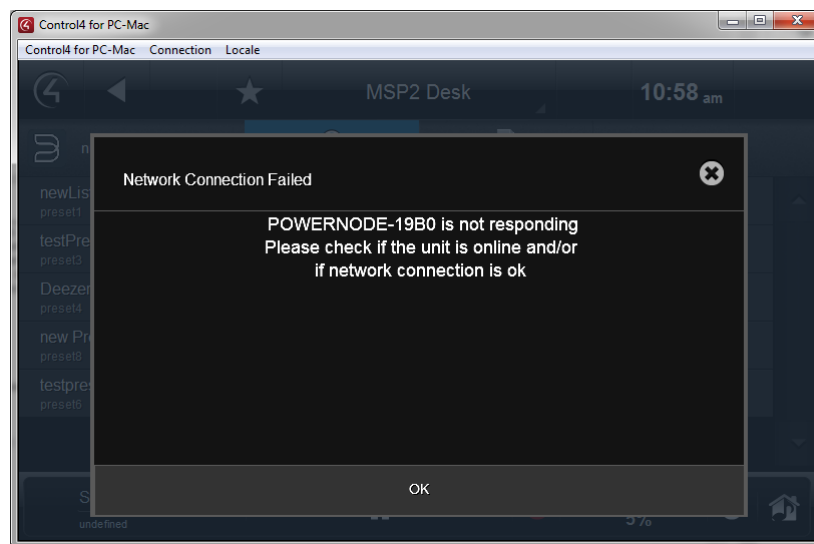 Control4 for PC-Mac
Control4 for PC-Mac Connection Locale
MSP2 Desk
10:58 am
Network Connection Failed
POWERNODE-19B0 is not responding
Please check if the unit is online and/or
if network connection is ok
newLis
preset1
testPre
preset3
Deezer
preset4
new Pr
preset8
testpre
preset6
OK
S
undefined
5%